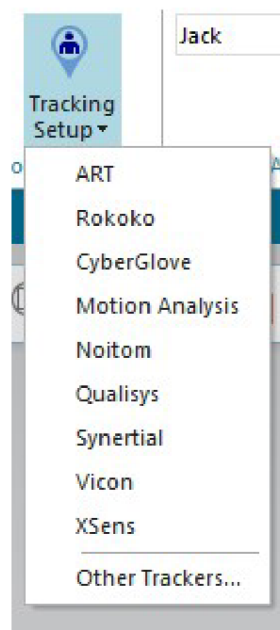 Jack
Tracking
Setup
ART
Rokoko
CyberGlove
Motion Analysis
Noitom
Qualisys
Synertial
Vicon
XSens
Other Trackers...